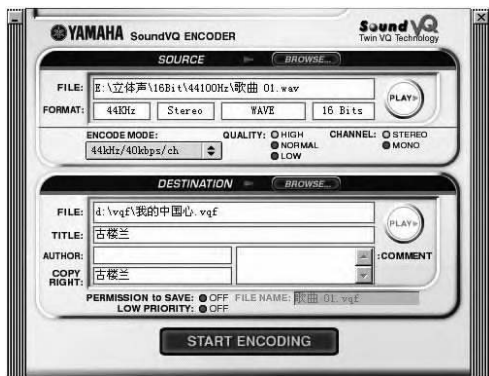 YAMAHA SoundVQ ENCODER
Sound VQ
Twin VQ Technology
SOURCE BROWSE...
FILE: E:\立体声\16Bit\44100Hz\歌曲 01.wav
PLAY
FORMAT: 44KHz Stereo WAVE 16 Bits
ENCODE MODE: QUALITY: HIGH CHANNEL: STEREO
44kHz/40kbps/ch NORMAL MONO
LOW
DESTINATION BROWSE...
FILE: d:\vqf\我的中国心.vqf
PLAY
TITLE: 古楼兰
AUTHOR: :COMMENT
COPY RIGHT: 古楼兰
PERMISSION to SAVE: OFF FILE NAME: 歌曲 01.vqf
LOW PRIORITY: OFF
START ENCODING